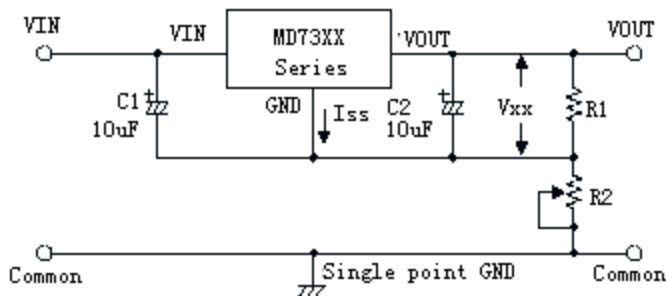 VIN
VIN
MD73XX
Series
VOUT
VOUT
GND
C1
10uF
Iss
C2
10uF
Vxx
R1
R2
Common
Single point GND
Common